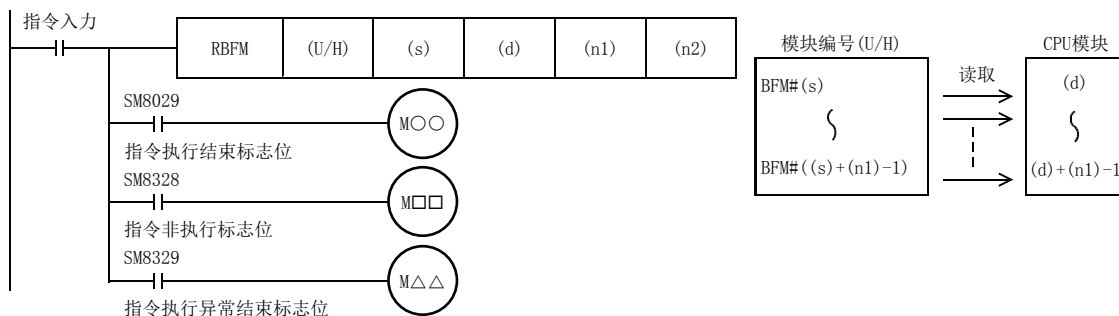 指令入力
RBFM (U/H) (s) (d) (n1) (n2)
SM8029
M○○
指令执行结束标志位
SM8328
M□□
指令非执行标志位
SM8329
M△△
指令执行异常结束标志位
模块编号(U/H)
BFM#(s)
BFM#((s)+(n1)-1)
读取
CPU模块
(d)
(d)+(n1)-1